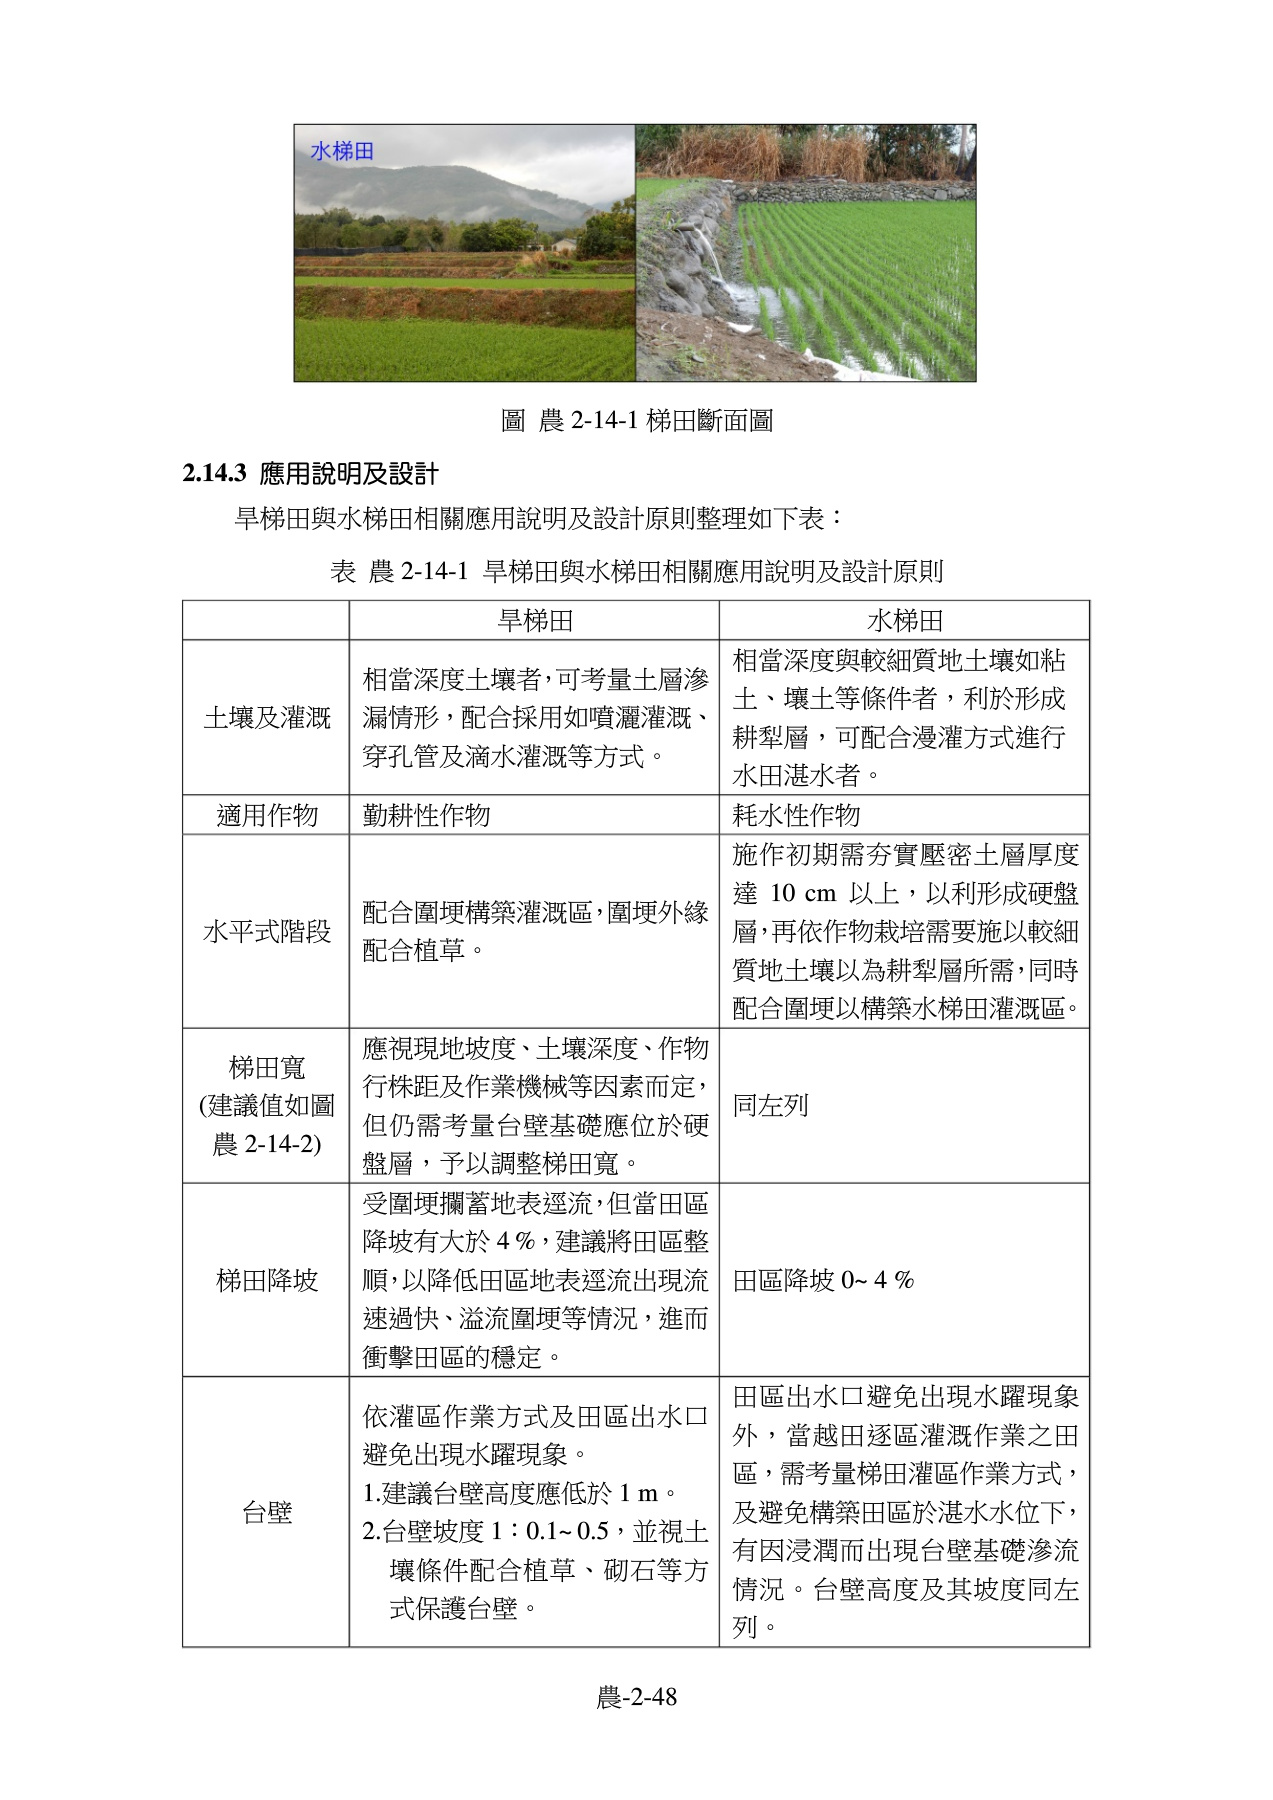 水梯田
圖 農 2-14-1 梯田斷面圖
2.14.3 應用說明及設計
旱梯田與水梯田相關應用說明及設計原則整理如下表：
表 農 2-14-1 旱梯田與水梯田相關應用說明及設計原則
旱梯田
水梯田
土壤及灌溉
相當深度土壤者，可考量土層滲
漏情形，配合採用如噴灑灌溉、
穿孔管及滴水灌溉等方式。
相當深度與較細質地土壤如粘
土、壤土等條件者，利於形成
耕犁層，可配合漫灌方式進行
水田湛水者。
適用作物
勤耕性作物
耗水性作物
水平式階段
配合圍埂構築灌溉區，圍埂外緣
配合植草。
施作初期需夯實壓密土層厚度
達 10 cm 以上，以利形成硬盤
層，再依作物栽培需要施以較細
質地土壤以為耕犁層所需，同時
配合圍埂以構築水梯田灌溉區。
梯田寬
(建議值如圖
農 2-14-2)
應視現地坡度、土壤深度、作物
行株距及作業機械等因素而定，
但仍需考量台壁基礎應位於硬
盤層，予以調整梯田寬。
同左列
梯田降坡
受圍埂攔蓄地表逕流，但當田區
降坡有大於 4 %，建議將田區整
順，以降低田區地表逕流出現流
速過快、溢流圍埂等情況，進而
衝擊田區的穩定。
田區降坡 0~ 4 %
台壁
依灌區作業方式及田區出水口
避免出現水躍現象。
1.建議台壁高度應低於 1 m。
2.台壁坡度 1：0.1~ 0.5，並視土
壤條件配合植草、砌石等方
式保護台壁。
田區出水口避免出現水躍現象
外，當越田逐區灌溉作業之田
區，需考量梯田灌區作業方式，
及避免構築田區於湛水水位下，
有因浸潤而出現台壁基礎滲流
情況。台壁高度及其坡度同左
列。
農-2-48